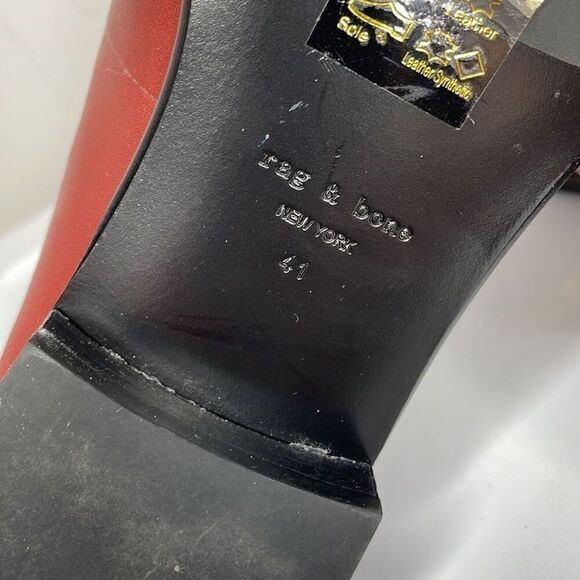 Leather
Sole
Leather Synthetic
rag & bone
NEW YORK
41